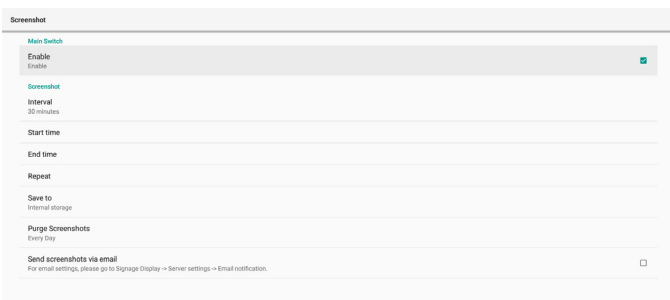 Screenshot
Main Switch
Enable
Enable
Screenshot
Interval
30 minutes
Start time
End time
Repeat
Save to
Internal storage
Purge Screenshots
Every Day
Send screenshots via email
For email settings, please go to Signage Display -> Server settings -> Email notification.